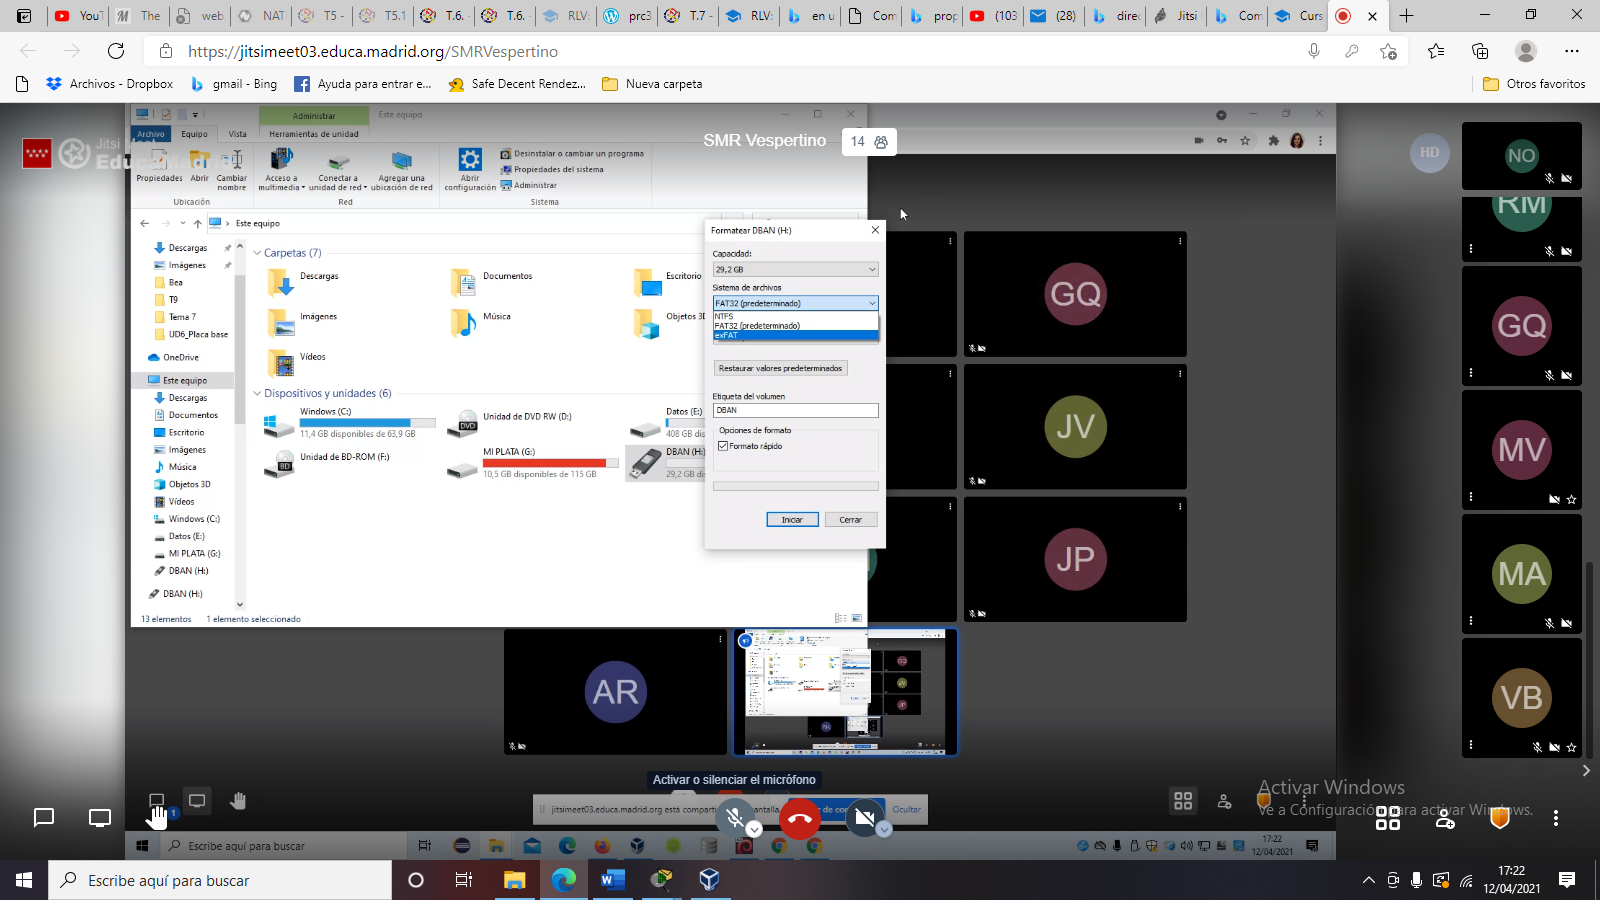 YouT
The
web
NAT
T5 -
T5.1
T.6. -
T.6. -
RLV:
prc3
T.7 -
RLV:
en u
Com
prop
(103
(28)
direc
Jitsi
Com
Curs
https://jitsimeet03.educa.madrid.org/SMRVespertino
Archivos - Dropbox
gmail - Bing
Ayuda para entrar e...
Safe Decent Rendez...
Nueva carpeta
Otros favoritos
Administrar
Este equipo
Archivo
Equipo
Vista
Herramientas de unidad
SMR Vespertino
14
Jitsi
Propiedades
Abrir
Cambiar
nombre
Ubicación
Acceso a
multimedia
Conectar a
unidad de red
Agregar una
ubicación de red
Red
Abrir
configuración
Desinstalar o cambiar un programa
Propiedades del sistema
Administrar
Sistema
Este equipo
Descargas
Imágenes
Bea
T9
Tema 7
UD6_Placa base
OneDrive
Este equipo
Descargas
Documentos
Escritorio
Imágenes
Música
Objetos 3D
Vídeos
Windows (C:)
Datos (E:)
MI PLATA (G:)
DBAN (H:)
DBAN (H:)
13 elementos
1 elemento seleccionado
Carpetas (7)
Descargas
Documentos
Escritorio
Imágenes
Música
Objetos 3D
Vídeos
Dispositivos y unidades (6)
Windows (C:)
11,4 GB disponibles de 63,9 GB
Unidad de DVD RW (D:)
Datos (E:)
408 GB dis
Unidad de BD-ROM (F:)
MI PLATA (G:)
10,5 GB disponibles de 115 GB
DBAN (H:)
29,2 GB de
Formatear DBAN (H:)
Capacidad:
29,2 GB
Sistema de archivos
FAT32 (predeterminado)
NTFS
FAT32 (predeterminado)
exFAT
Restaurar valores predeterminados
Etiqueta del volumen
DBAN
Opciones de formato
Formato rápido
Iniciar
Cerrar
GQ
JV
JP
AR
HD
NO
RM
GQ
MV
MA
VB
Activar o silenciar el micrófono
jitsimeet03.educa.madrid.org está
Ocultar
1
Activar Windows
Ve a Configuración para activar Windows.
Escribe aquí para buscar
17:22
12/04/2021
Escribe aquí para buscar
17:22
12/04/2021